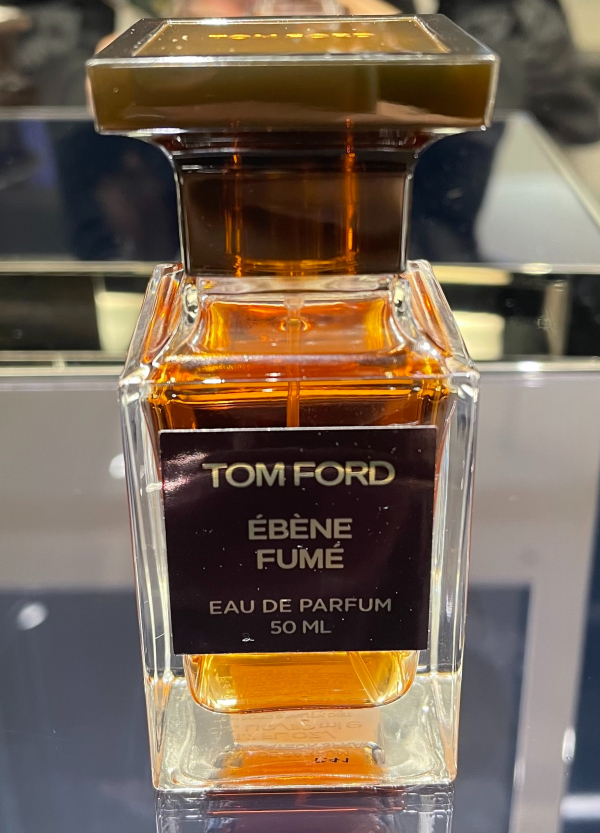 TOM FORD
TOM FORD
ÉBÈNE
FUMÉ
EAU DE PARFUM
50 ML